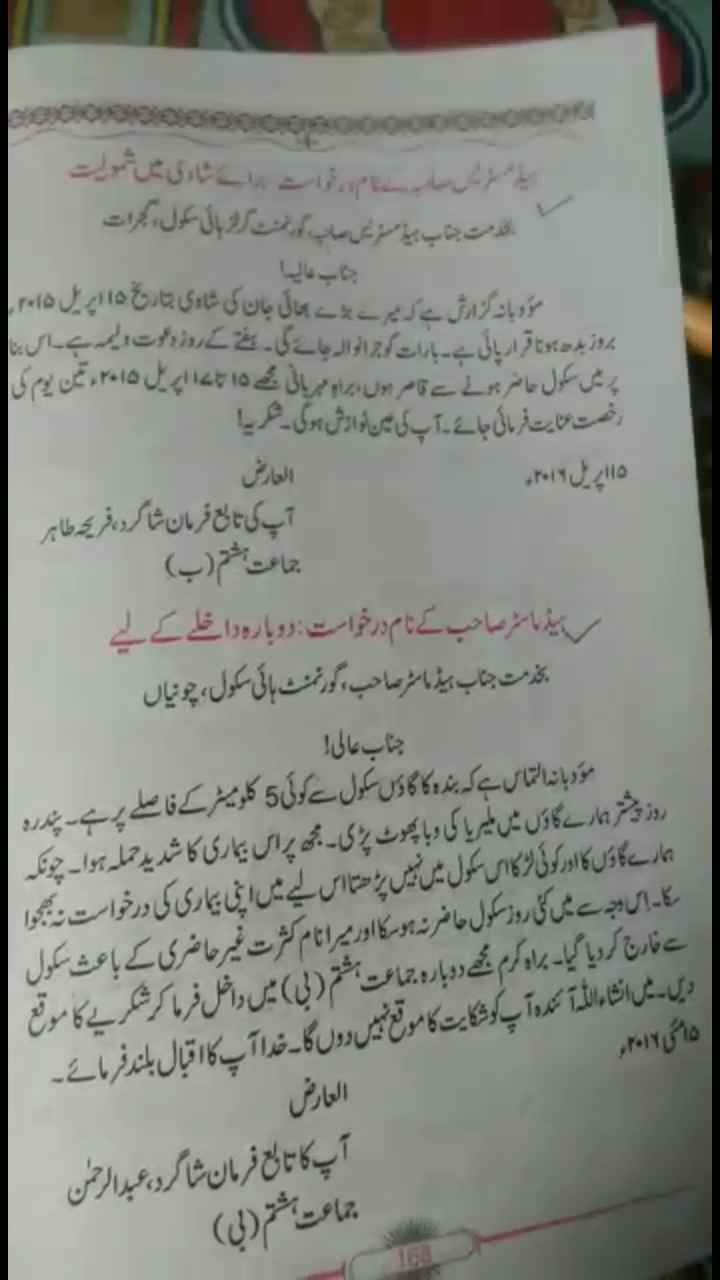 ہیڈ مسٹریس صاحبہ کے نام درخواست: برائے شادی میں شمولیت
بخدمت جناب ہیڈ مسٹریس صاحبہ، گورنمنٹ گرلز ہائی سکول، گجرات
جناب عالیہ!
مؤدبانہ گزارش ہے کہ میرے بڑے بھائی جان کی شادی بتاریخ ۱۵ اپریل ۲۰۱۵ء
بروز بدھ ہونا قرار پائی ہے۔ بارات گوجرانوالہ جائے گی۔ ہفتے کے روز دعوت ولیمہ ہے۔ اس بنا
پر میں سکول حاضر ہونے سے قاصر ہوں، براہِ مہربانی مجھے ۱۵ تا ۱۷ اپریل ۲۰۱۵ء تین یوم کی
رخصت عنایت فرمائی جائے۔ آپ کی عین نوازش ہوگی۔ شکریہ!
۱۵ اپریل ۲۰۱۶ء
العارض
آپ کی تابع فرمان شاگرد، فریحہ طاہر
جماعت ہشتم (ب)
ہیڈ ماسٹر صاحب کے نام درخواست: دوبارہ داخلے کے لیے
بخدمت جناب ہیڈ ماسٹر صاحب، گورنمنٹ ہائی سکول، چونیاں
جناب عالی!
مؤدبانہ التماس ہے کہ بندہ کا گاؤں سکول سے کوئی 5 کلومیٹر کے فاصلے پر ہے۔ پندرہ
روز پیشتر ہمارے گاؤں میں ملیریا کی وبا پھوٹ پڑی۔ مجھ پر اس بیماری کا شدید حملہ ہوا۔ چونکہ
ہمارے گاؤں کا اور کوئی لڑکا اس سکول میں نہیں پڑھتا اس لیے میں اپنی بیماری کی درخواست نہ بھجوا
سکا۔ اِس وجہ سے میں کئی روز سکول حاضر نہ ہو سکا اور میرا نام کثرت غیر حاضری کے باعث سکول
سے خارج کر دیا گیا۔ براہ کرم مجھے دوبارہ جماعت ہشتم (بی) میں داخل فرما کر شکریے کا موقع
دیں۔ میں انشاء اللہ آئندہ آپ کو شکایت کا موقع نہیں دوں گا۔ خدا آپ کا اقبال بلند فرمائے۔
۱۵ مئی ۲۰۱۶ء
العارض
آپ کا تابع فرمان شاگرد، عبدالرحمٰن
جماعت ہشتم (بی)
168